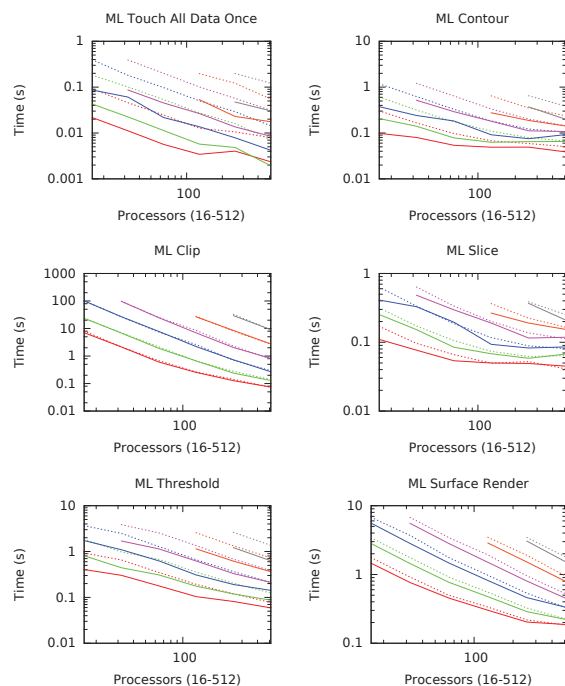 ML Touch All Data Once
1
0.1
0.01
0.001
Time (s)
100
Processors (16-512)
ML Contour
10
1
0.1
0.01
Time (s)
100
Processors (16-512)
ML Clip
1000
100
10
1
0.1
0.01
Time (s)
100
Processors (16-512)
ML Slice
1
0.1
0.01
Time (s)
100
Processors (16-512)
ML Threshold
10
1
0.1
0.01
Time (s)
100
Processors (16-512)
ML Surface Render
10
1
0.1
Time (s)
100
Processors (16-512)